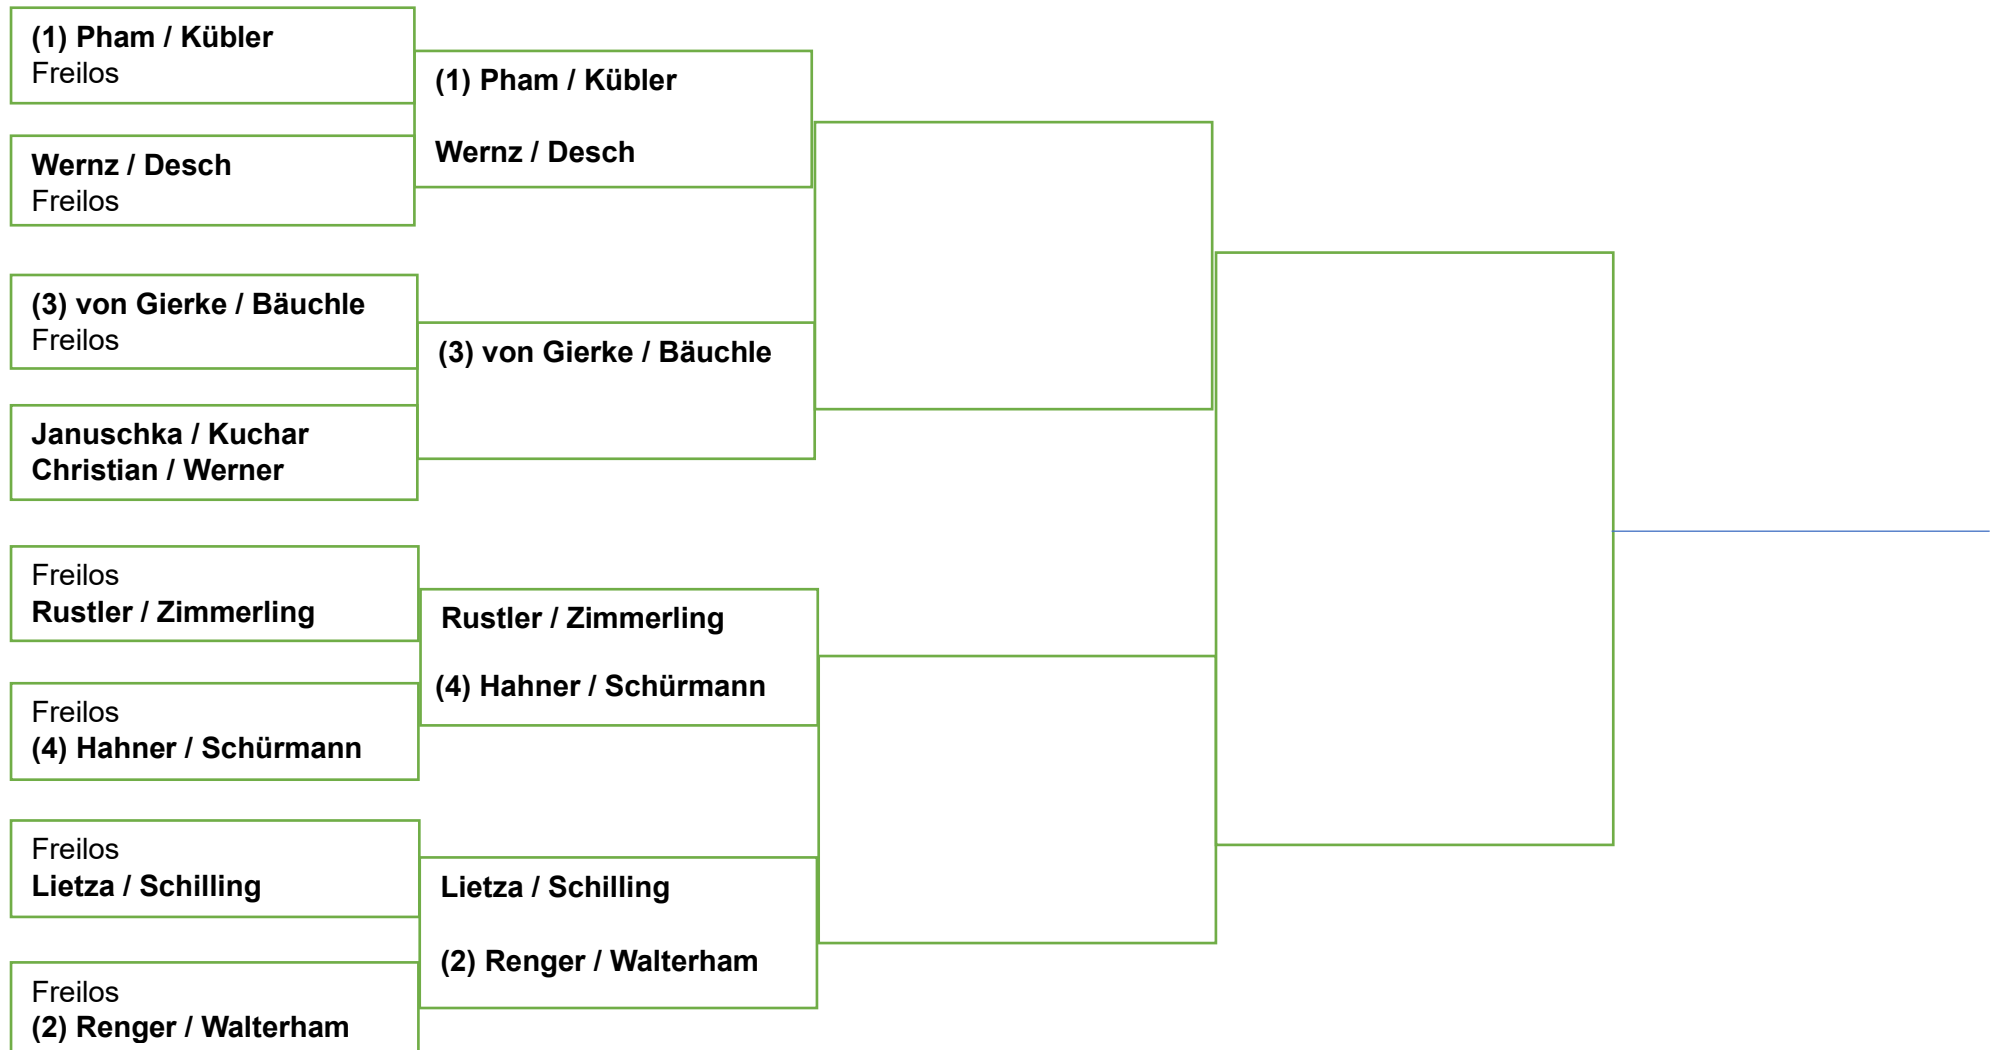 (1) Pham / Kübler
Freilos
Wernz / Desch
Freilos
(3) von Gierke / Bäuchle
Freilos
Januschka / Kuchar
Christian / Werner
Freilos
Rustler / Zimmerling
Freilos
(4) Hahner / Schürmann
Freilos
Lietza / Schilling
Freilos
(2) Renger / Walterham
(1) Pham / Kübler
Wernz / Desch
(3) von Gierke / Bäuchle
Rustler / Zimmerling
(4) Hahner / Schürmann
Lietza / Schilling
(2) Renger / Walterham